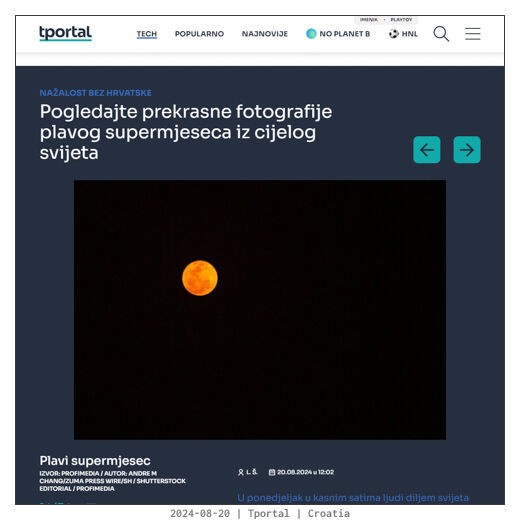 IMENIK • PLAYTOY
tportal
TECH POPULARNO NAJNOVIJE NO PLANET B HNL
NAŽALOST BEZ HRVATSKE
Pogledajte prekrasne fotografije
plavog supermjeseca iz cijelog
svijeta
Plavi supermjesec
IZVOR: PROFIMEDIA / AUTOR: ANDRE M
CHANG/ZUMA PRESS WIRE/SH / SHUTTERSTOCK
EDITORIAL / PROFIMEDIA
L. Š. 20.08.2024 u 12:02
U ponedjeljak u kasnim satima ljudi diljem svijeta
2024-08-20 | Tportal | Croatia